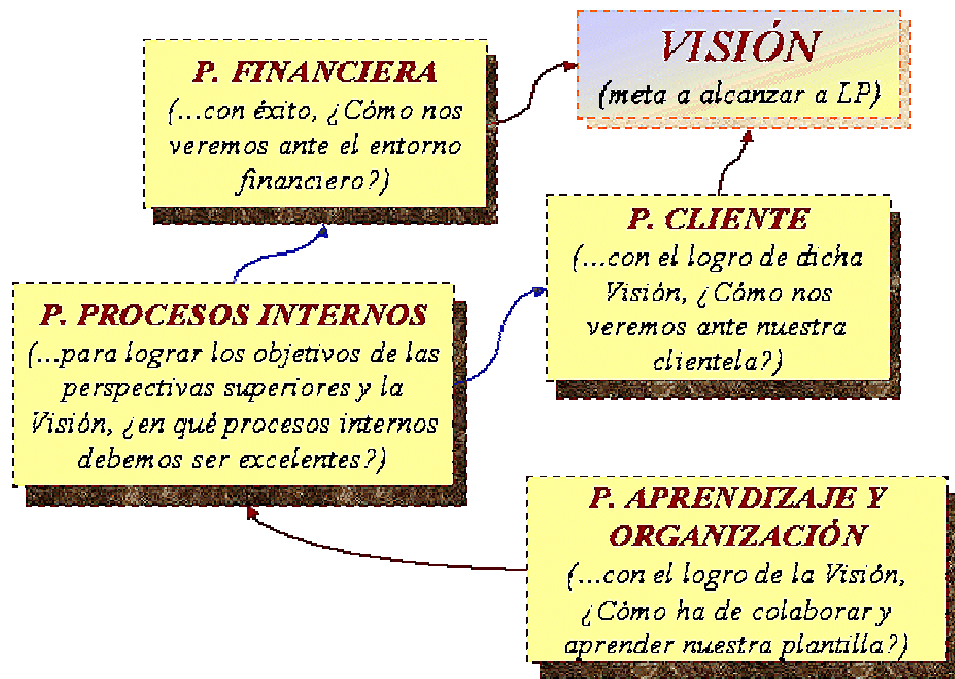 P. FINANCIERA
(...con éxito, ¿Cómo nos
veremos ante el entorno
financiero?)
VISIÓN
(meta a alcanzar a LP)
P. CLIENTE
(...con el logro de dicha
Visión, ¿Cómo nos
veremos ante nuestra
clientela?)
P. PROCESOS INTERNOS
(...para lograr los objetivos de las
perspectivas superiores y la
Visión, ¿en qué procesos internos
debemos ser excelentes?)
P. APRENDIZAJE Y
ORGANIZACIÓN
(...con el logro de la Visión,
¿Cómo ha de colaborar y
aprender nuestra plantilla?)